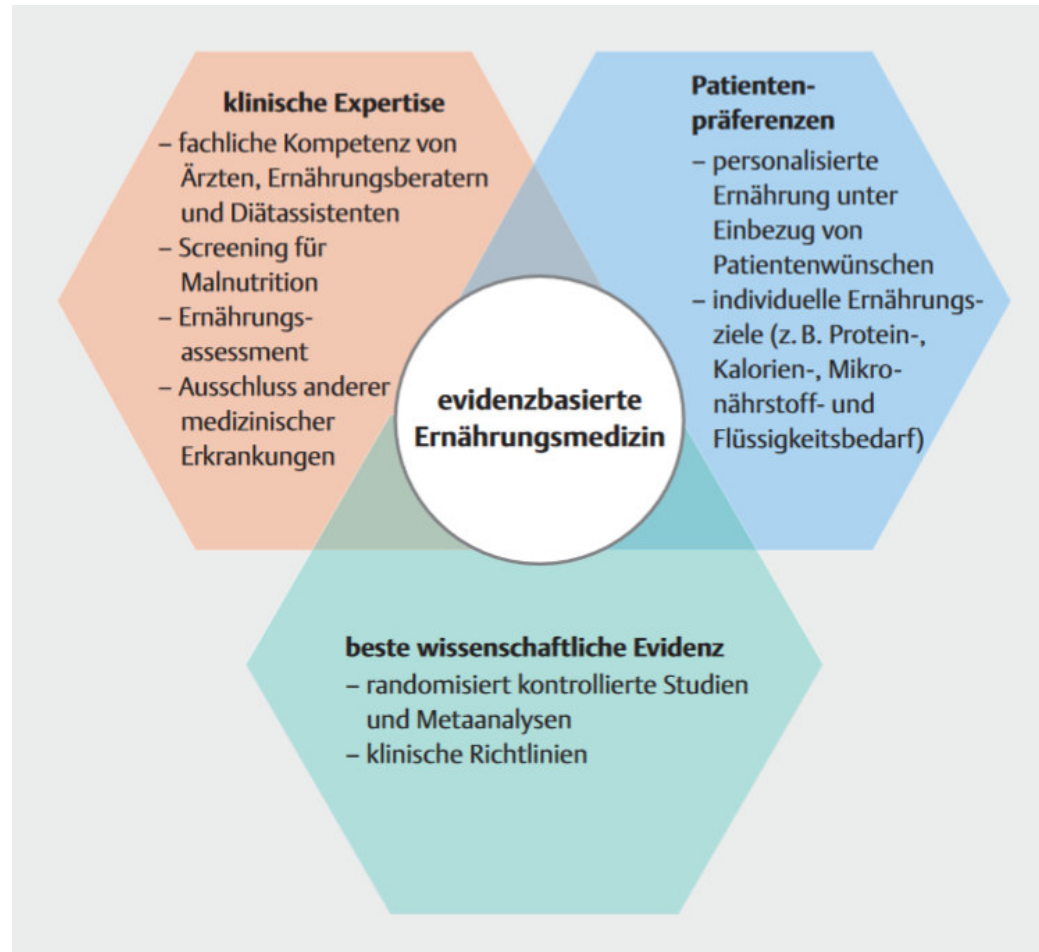 klinische Expertise
– fachliche Kompetenz von
Ärzten, Ernährungsberatern
und Diätassistenten
– Screening für
Malnutrition
– Ernährungs-
assessment
– Ausschluss anderer
medizinischer
Erkrankungen
Patienten-
präferenzen
– personalisierte
Ernährung unter
Einbezug von
Patientenwünschen
– individuelle Ernährungs-
ziele (z. B. Protein-,
Kalorien-, Mikro-
nährstoff- und
Flüssigkeitsbedarf)
evidenzbasierte
Ernährungsmedizin
beste wissenschaftliche Evidenz
– randomisiert kontrollierte Studien
und Metaanalysen
– klinische Richtlinien